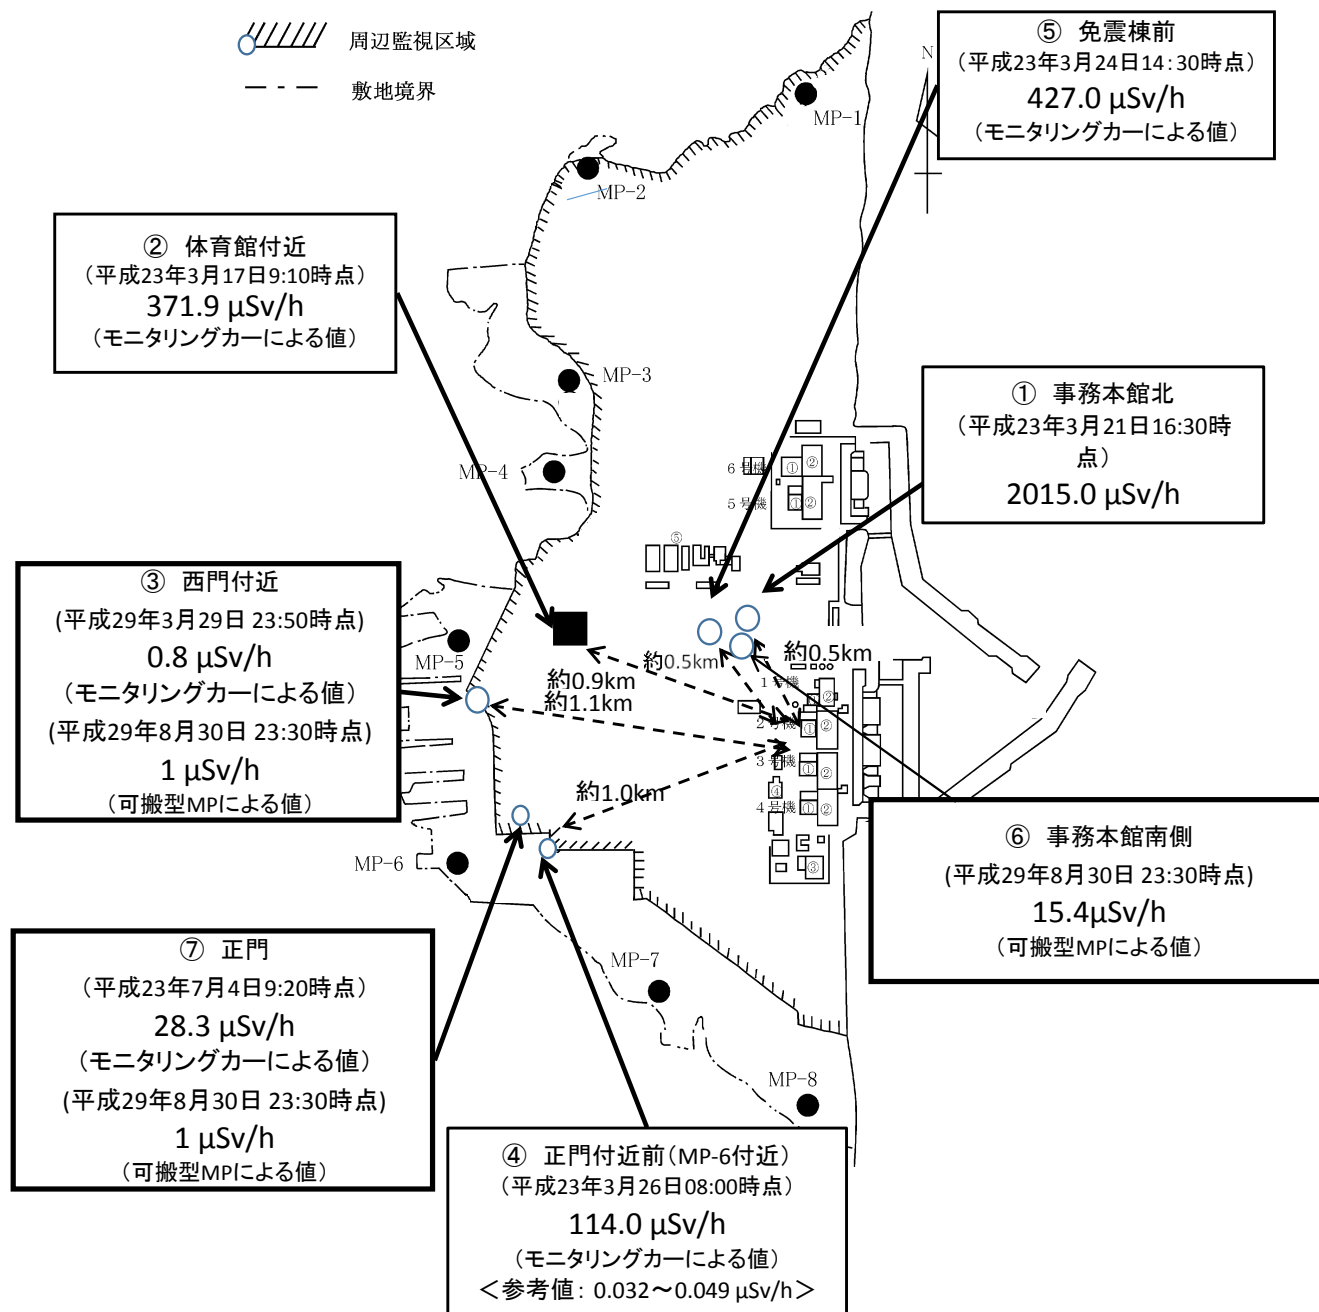 周辺監視区域
敷地境界
⑤ 免震棟前
(平成23年3月24日14:30時点)
427.0 μSv/h
(モニタリングカーによる値)
N
MP-1
MP-2
② 体育館付近
(平成23年3月17日9:10時点)
371.9 μSv/h
(モニタリングカーによる値)
MP-3
① 事務本館北
(平成23年3月21日16:30時
点)
2015.0 μSv/h
MP-4
6号機
①
②
5号機
①
②
⑤
③ 西門付近
(平成29年3月29日 23:50時点)
0.8 μSv/h
(モニタリングカーによる値)
(平成29年8月30日 23:30時点)
1 μSv/h
(可搬型MPによる値)
MP-5
約0.5km
約0.5km
約0.9km
約1.1km
1号機
②
2号機
①
②
3号機
①
②
約1.0km
④
4号機
①
②
③
MP-6
⑥ 事務本館南側
(平成29年8月30日 23:30時点)
15.4μSv/h
(可搬型MPによる値)
⑦ 正門
(平成23年7月4日9:20時点)
28.3 μSv/h
(モニタリングカーによる値)
(平成29年8月30日 23:30時点)
1 μSv/h
(可搬型MPによる値)
MP-7
MP-8
④ 正門付近前(MP-6付近)
(平成23年3月26日08:00時点)
114.0 μSv/h
(モニタリングカーによる値)
＜参考値: 0.032～0.049 μSv/h＞